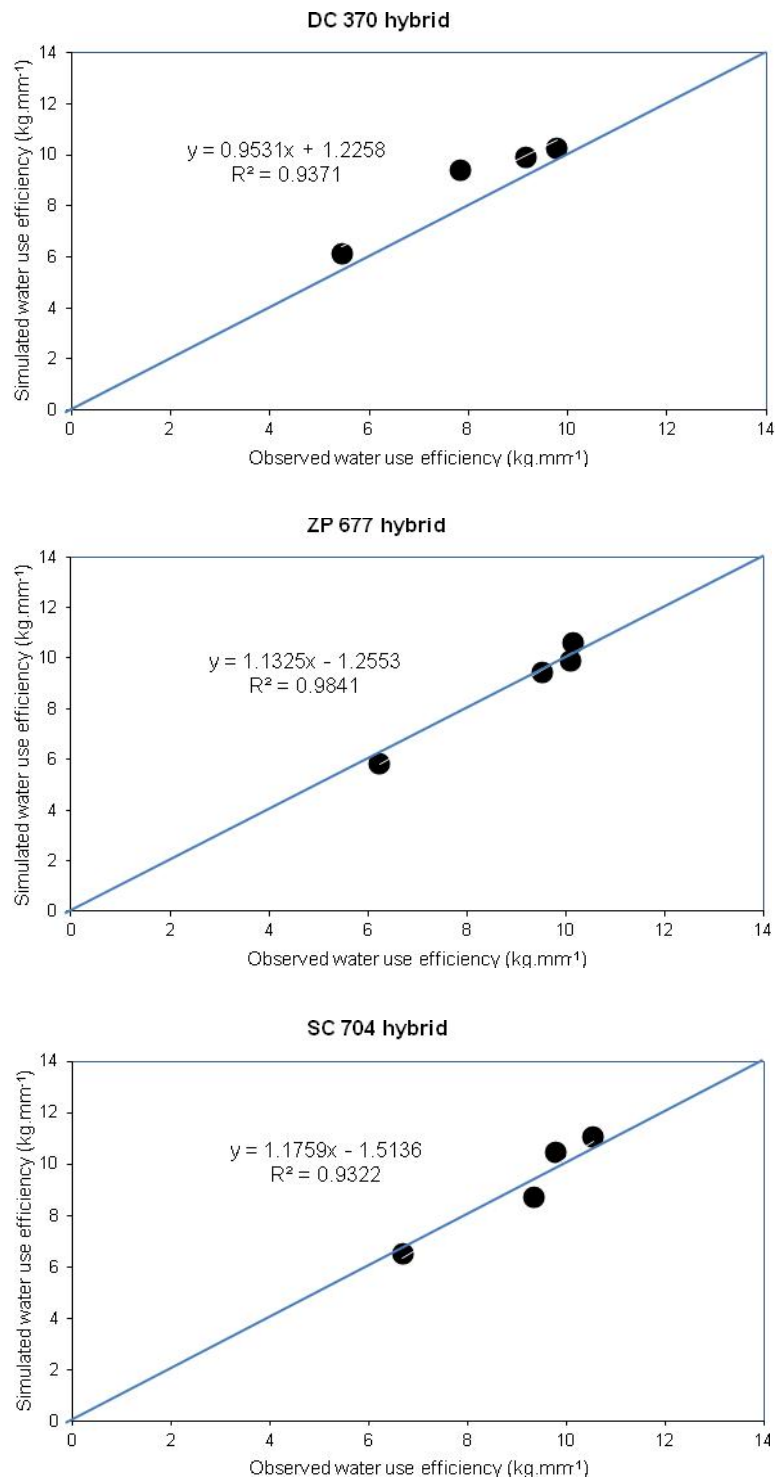 DC 370 hybrid
14
12
10
8
6
4
2
0
y = 0.9531x + 1.2258
R² = 0.9371
Simulated water use efficiency (kg.mm⁻¹)
0 2 4 6 8 10 12 14
Observed water use efficiency (kg.mm⁻¹)
ZP 677 hybrid
14
12
10
8
6
4
2
0
y = 1.1325x - 1.2553
R² = 0.9841
Simulated water use efficiency (kg.mm⁻¹)
0 2 4 6 8 10 12 14
Observed water use efficiency (kg.mm⁻¹)
SC 704 hybrid
14
12
10
8
6
4
2
0
y = 1.1759x - 1.5136
R² = 0.9322
Simulated water use efficiency (kg.mm⁻¹)
0 2 4 6 8 10 12 14
Observed water use efficiency (kg.mm⁻¹)